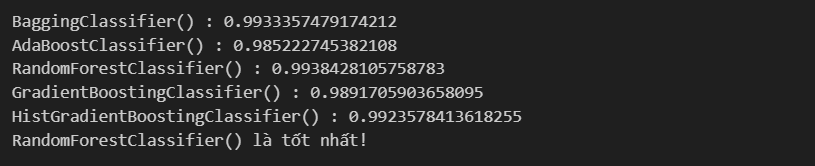 BaggingClassifier() : 0.9933357479174212
AdaBoostClassifier() : 0.985222745382108
RandomForestClassifier() : 0.9938428105758783
GradientBoostingClassifier() : 0.9891705903658095
HistGradientBoostingClassifier() : 0.9923578413618255
RandomForestClassifier() là tốt nhất!